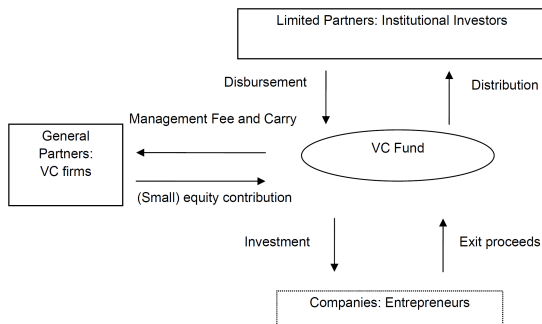 Limited Partners: Institutional Investors
Disbursement
Distribution
Management Fee and Carry
General
Partners:
VC firms
VC Fund
(Small) equity contribution
Investment
Exit proceeds
Companies: Entrepreneurs